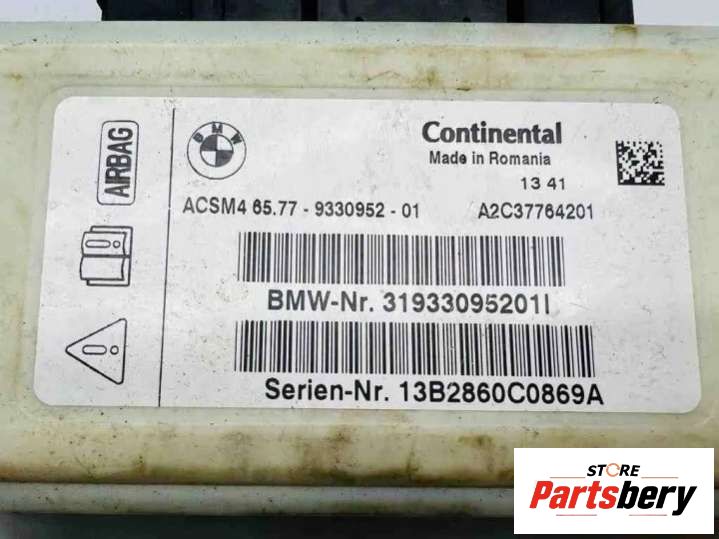 AIRBAG
BMW
Continental
Made in Romania
13 41
ACSM4 65.77 - 9330952 - 01 A2C37764201
BMW-Nr. 31933095201I
Serien-Nr. 13B2860C0869A
STORE
Partsbery